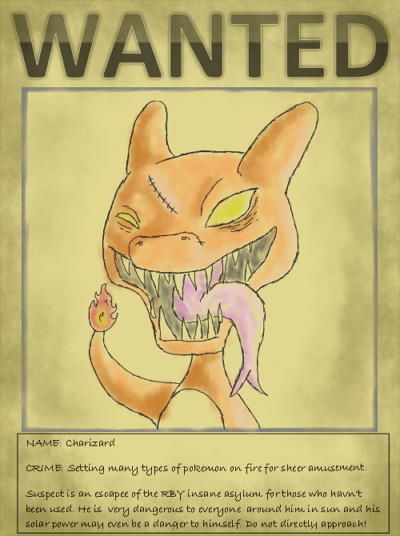 WANTED
NAME: Charizard
CRIME: Setting many types of pokemon on fire for sheer amusement.
Suspect is an escapee of the RBY insane asylum for those who havn't
been used. He is very dangerous to everyone around him in sun and his
solar power may even be a danger to himself. Do not directly approach!